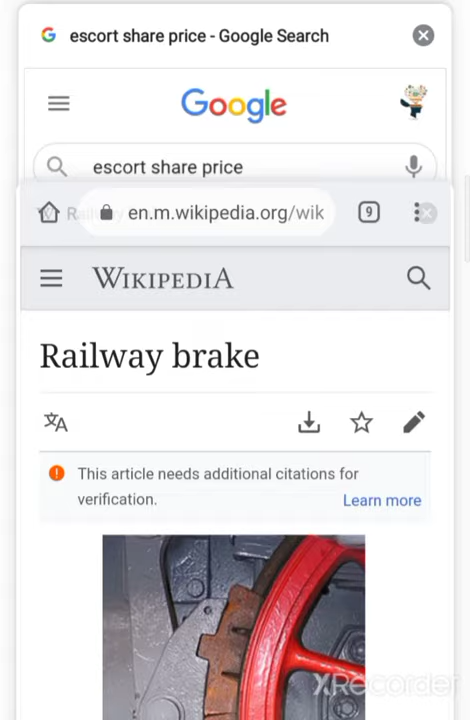 escort share price - Google Search
Google
escort share price
en.m.wikipedia.org/wik
9
WIKIPEDIA
Railway brake
This article needs additional citations for
verification.
Learn more
XRecorder